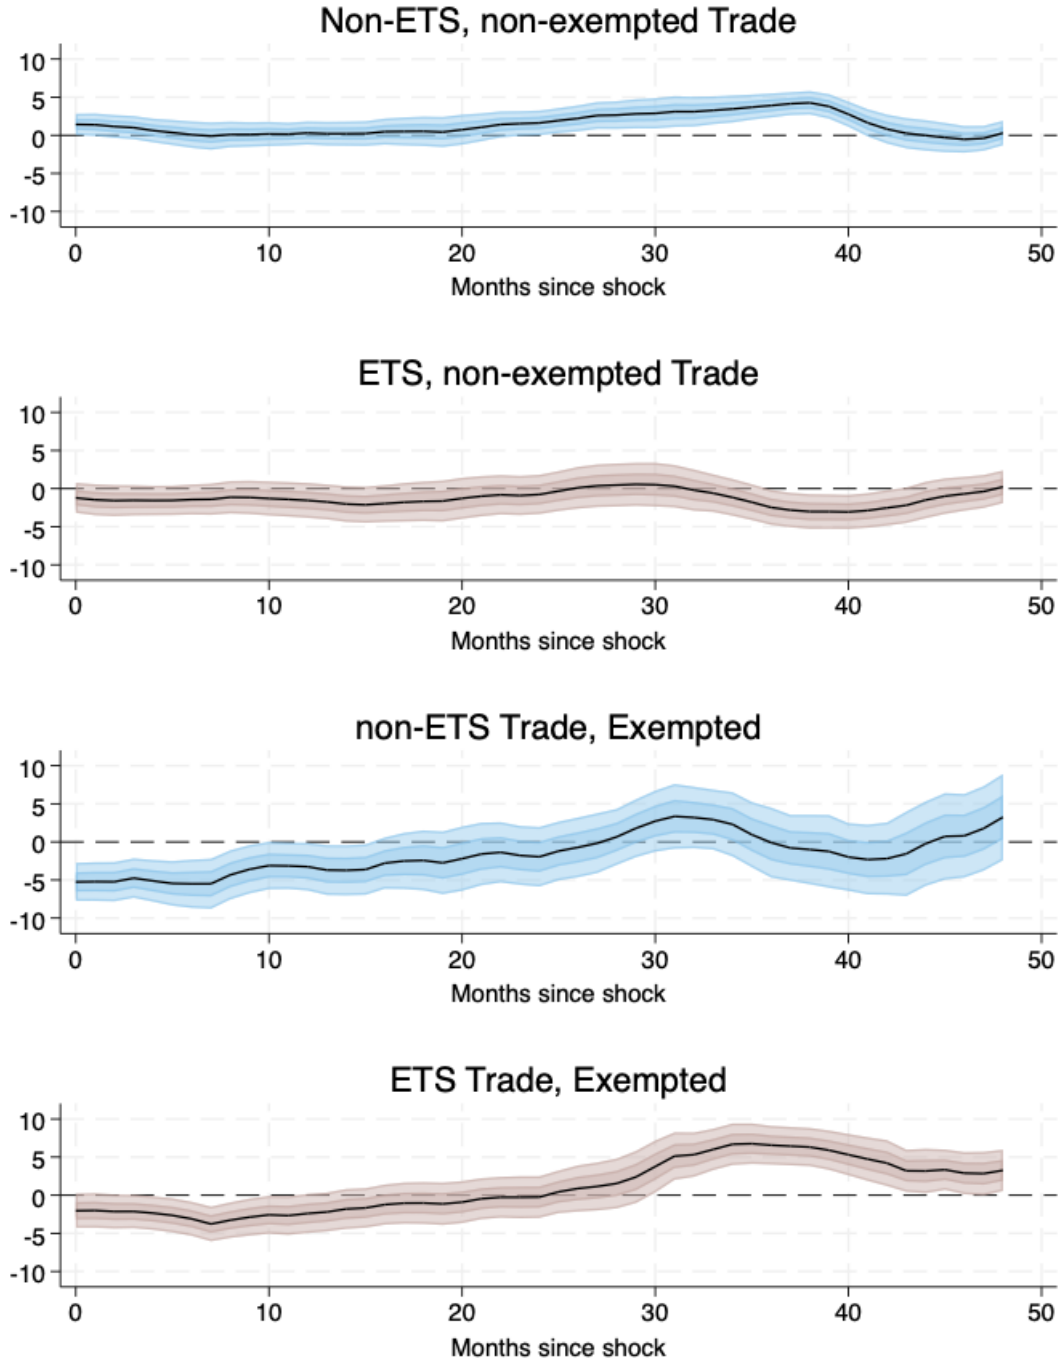 Non-ETS, non-exempted Trade
10
5
0
-5
-10
0 10 20 30 40 50
Months since shock
ETS, non-exempted Trade
10
5
0
-5
-10
0 10 20 30 40 50
Months since shock
non-ETS Trade, Exempted
10
5
0
-5
-10
0 10 20 30 40 50
Months since shock
ETS Trade, Exempted
10
5
0
-5
-10
0 10 20 30 40 50
Months since shock